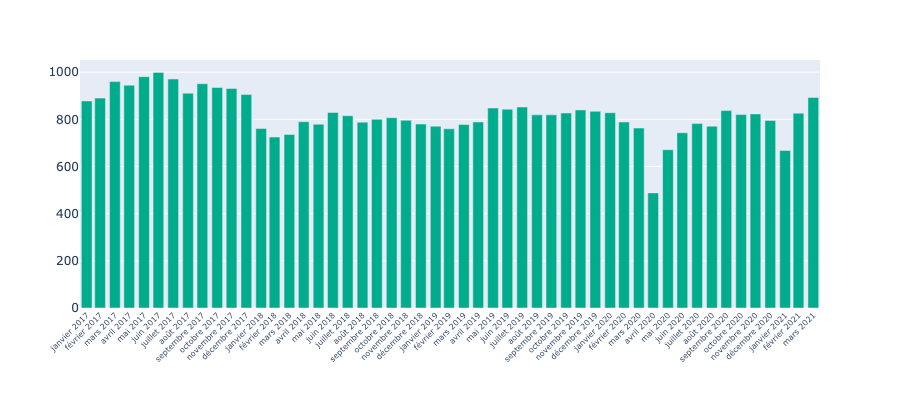 1000
800
600
400
200
0
janvier 2017
février 2017
mars 2017
avril 2017
mai 2017
juin 2017
juillet 2017
août 2017
septembre 2017
octobre 2017
novembre 2017
décembre 2017
janvier 2018
février 2018
mars 2018
avril 2018
mai 2018
juin 2018
juillet 2018
août 2018
septembre 2018
octobre 2018
novembre 2018
décembre 2018
janvier 2019
février 2019
mars 2019
avril 2019
mai 2019
juin 2019
juillet 2019
août 2019
septembre 2019
octobre 2019
novembre 2019
décembre 2019
janvier 2020
février 2020
mars 2020
avril 2020
mai 2020
juin 2020
juillet 2020
août 2020
septembre 2020
octobre 2020
novembre 2020
décembre 2020
janvier 2021
février 2021
mars 2021